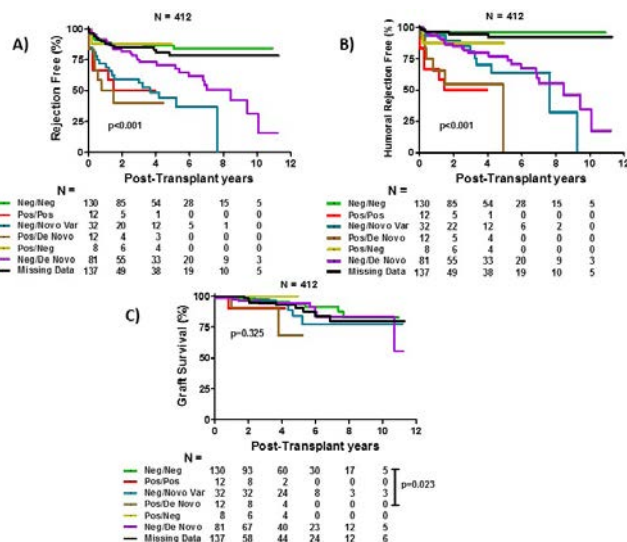 N = 412
A)
Rejection Free (%)
100
75
50
25
0
p<0.001
0 2 4 6 8 10 12
Post-Transplant years
N =
Neg/Neg 130 85 54 28 15 5
Pos/Pos 12 5 1 0 0 0
Neg/Novo Var 32 20 12 5 1 0
Pos/De Novo 12 4 3 0 0 0
Pos/Neg 8 6 4 0 0 0
Neg/De Novo 81 55 33 20 9 3
Missing Data 137 49 38 19 10 5
N = 412
B)
Humoral Rejection Free (%)
100
75
50
25
0
p<0.001
0 2 4 6 8 10 12
Post-Transplant years
N =
Neg/Neg 130 85 54 28 15 5
Pos/Pos 12 5 1 0 0 0
Neg/Novo Var 32 22 12 6 2 0
Pos/De Novo 12 5 4 0 0 0
Pos/Neg 8 6 4 0 0 0
Neg/De Novo 81 55 33 20 9 3
Missing Data 137 49 38 19 10 5
N = 412
C)
Graft Survival (%)
100
75
50
25
0
p=0.325
0 2 4 6 8 10 12
Post-Transplant years
N =
Neg/Neg 130 93 60 30 17 5
Pos/Pos 12 8 2 0 0 0
Neg/Novo Var 32 32 24 8 3 3
Pos/De Novo 12 8 4 0 0 0
Pos/Neg 8 6 4 0 0 0
Neg/De Novo 81 67 40 23 12 5
Missing Data 137 58 44 24 12 6
p=0.023